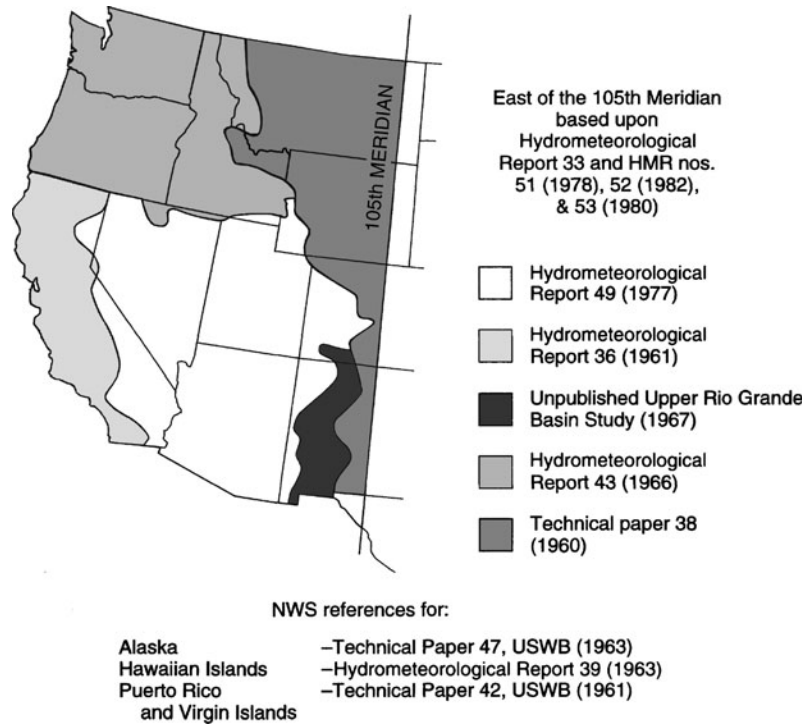 105th MERIDIAN
East of the 105th Meridian
based upon
Hydrometeorological
Report 33 and HMR nos.
51 (1978), 52 (1982),
& 53 (1980)
Hydrometeorological
Report 49 (1977)
Hydrometeorological
Report 36 (1961)
Unpublished Upper Rio Grande
Basin Study (1967)
Hydrometeorological
Report 43 (1966)
Technical paper 38
(1960)
NWS references for:
Alaska –Technical Paper 47, USWB (1963)
Hawaiian Islands –Hydrometeorological Report 39 (1963)
Puerto Rico –Technical Paper 42, USWB (1961)
and Virgin Islands